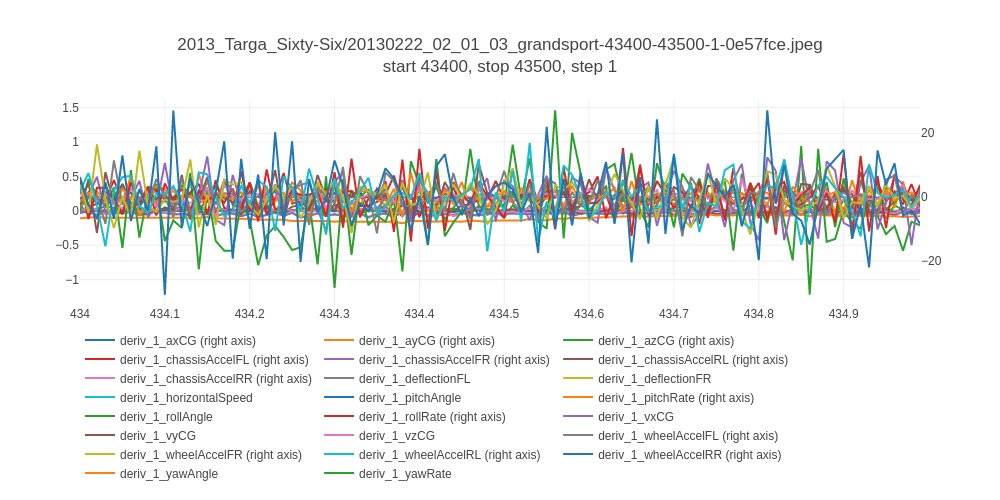 2013_Targa_Sixty-Six/20130222_02_01_03_grandsport-43400-43500-1-0e57fce.jpeg
start 43400, stop 43500, step 1
1.5
1
0.5
0
−0.5
−1
20
0
−20
434
434.1
434.2
434.3
434.4
434.5
434.6
434.7
434.8
434.9
deriv_1_axCG (right axis)
deriv_1_ayCG (right axis)
deriv_1_azCG (right axis)
deriv_1_chassisAccelFL (right axis)
deriv_1_chassisAccelFR (right axis)
deriv_1_chassisAccelRL (right axis)
deriv_1_chassisAccelRR (right axis)
deriv_1_deflectionFL
deriv_1_deflectionFR
deriv_1_horizontalSpeed
deriv_1_pitchAngle
deriv_1_pitchRate (right axis)
deriv_1_rollAngle
deriv_1_rollRate (right axis)
deriv_1_vxCG
deriv_1_vyCG
deriv_1_vzCG
deriv_1_wheelAccelFL (right axis)
deriv_1_wheelAccelFR (right axis)
deriv_1_wheelAccelRL (right axis)
deriv_1_wheelAccelRR (right axis)
deriv_1_yawAngle
deriv_1_yawRate